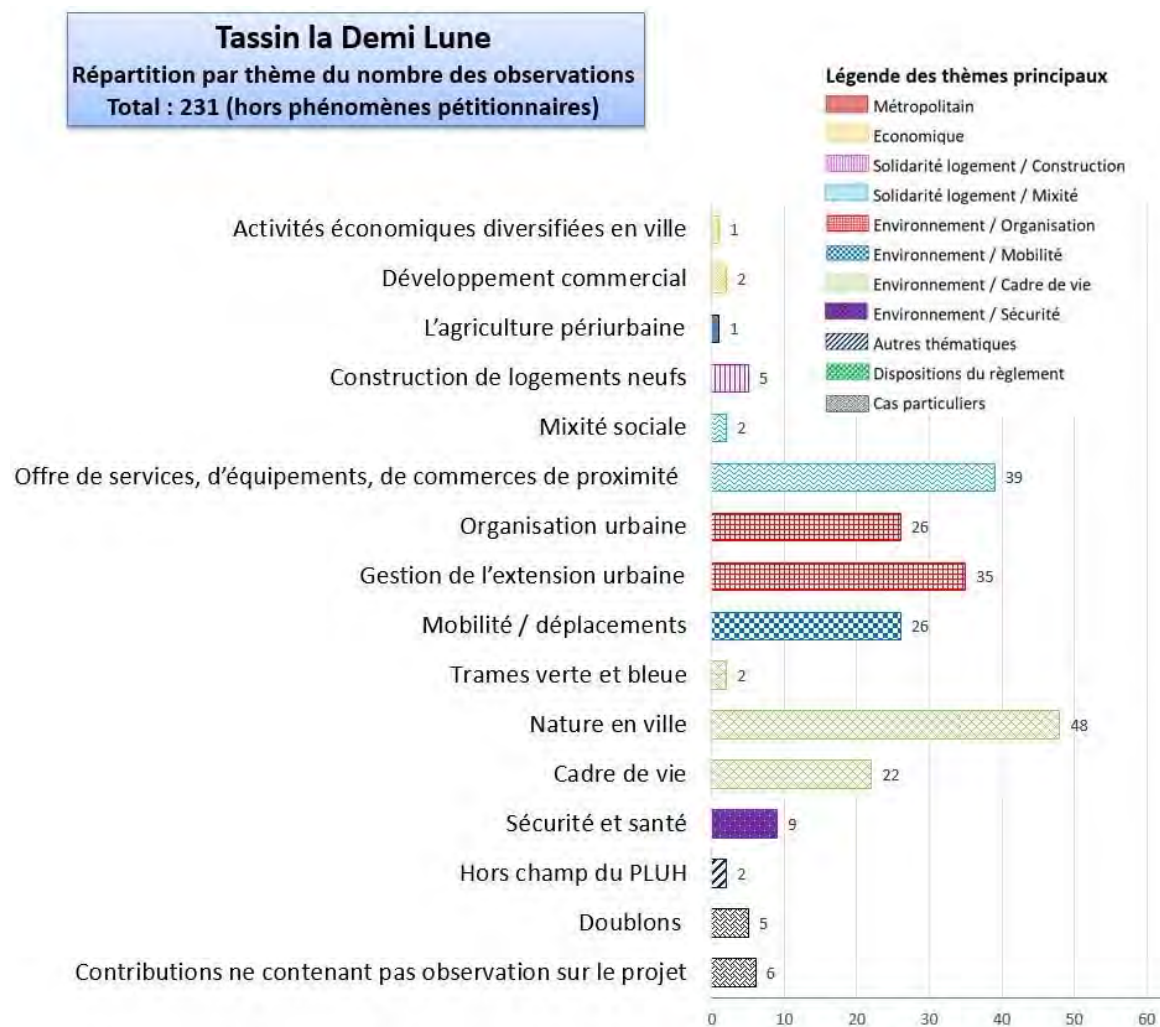 Tassin la Demi Lune
Répartition par thème du nombre des observations
Total : 231 (hors phénomènes pétitionnaires)
Légende des thèmes principaux
Métropolitain
Economique
Solidarité logement / Construction
Solidarité logement / Mixité
Environnement / Organisation
Environnement / Mobilité
Environnement / Cadre de vie
Environnement / Sécurité
Autres thématiques
Dispositions du règlement
Cas particuliers
Activités économiques diversifiées en ville 1
Développement commercial 2
L’agriculture périurbaine 1
Construction de logements neufs 5
Mixité sociale 2
Offre de services, d’équipements, de commerces de proximité 39
Organisation urbaine 26
Gestion de l’extension urbaine 35
Mobilité / déplacements 26
Trames verte et bleue 2
Nature en ville 48
Cadre de vie 22
Sécurité et santé 9
Hors champ du PLUH 2
Doublons 5
Contributions ne contenant pas observation sur le projet 6
0 10 20 30 40 50 60